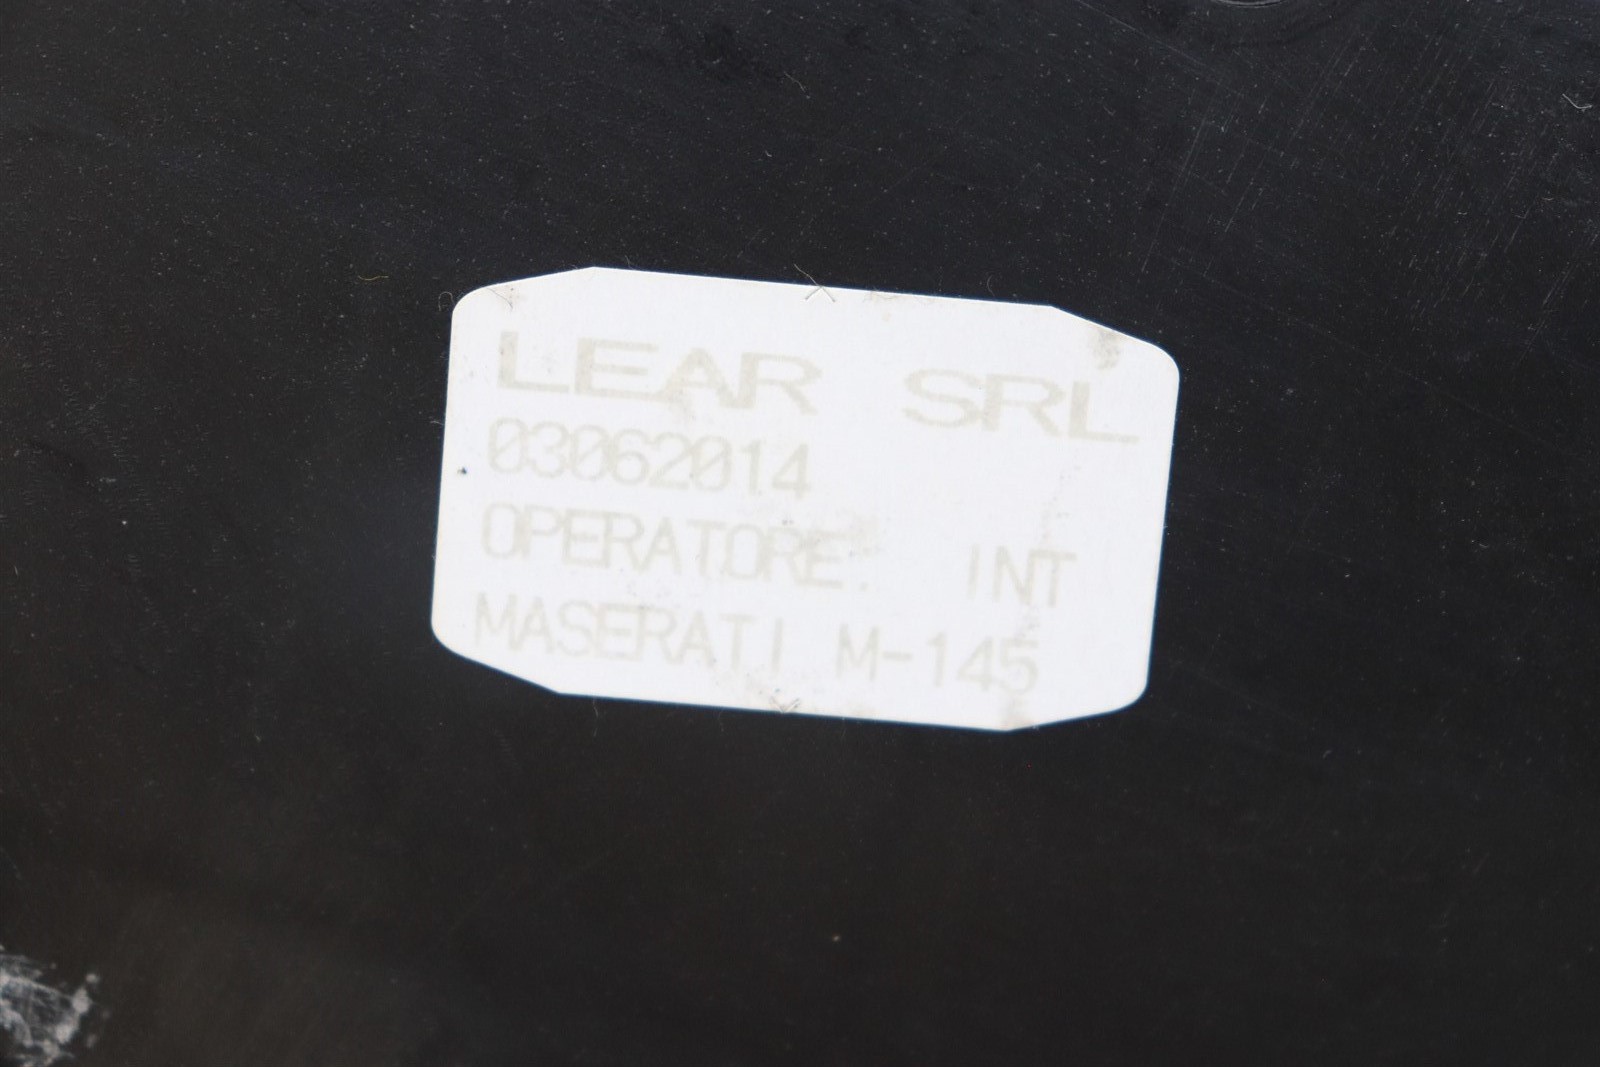 LEAR SRL
03062014
OPERATORE: INT
MASERATI M-145